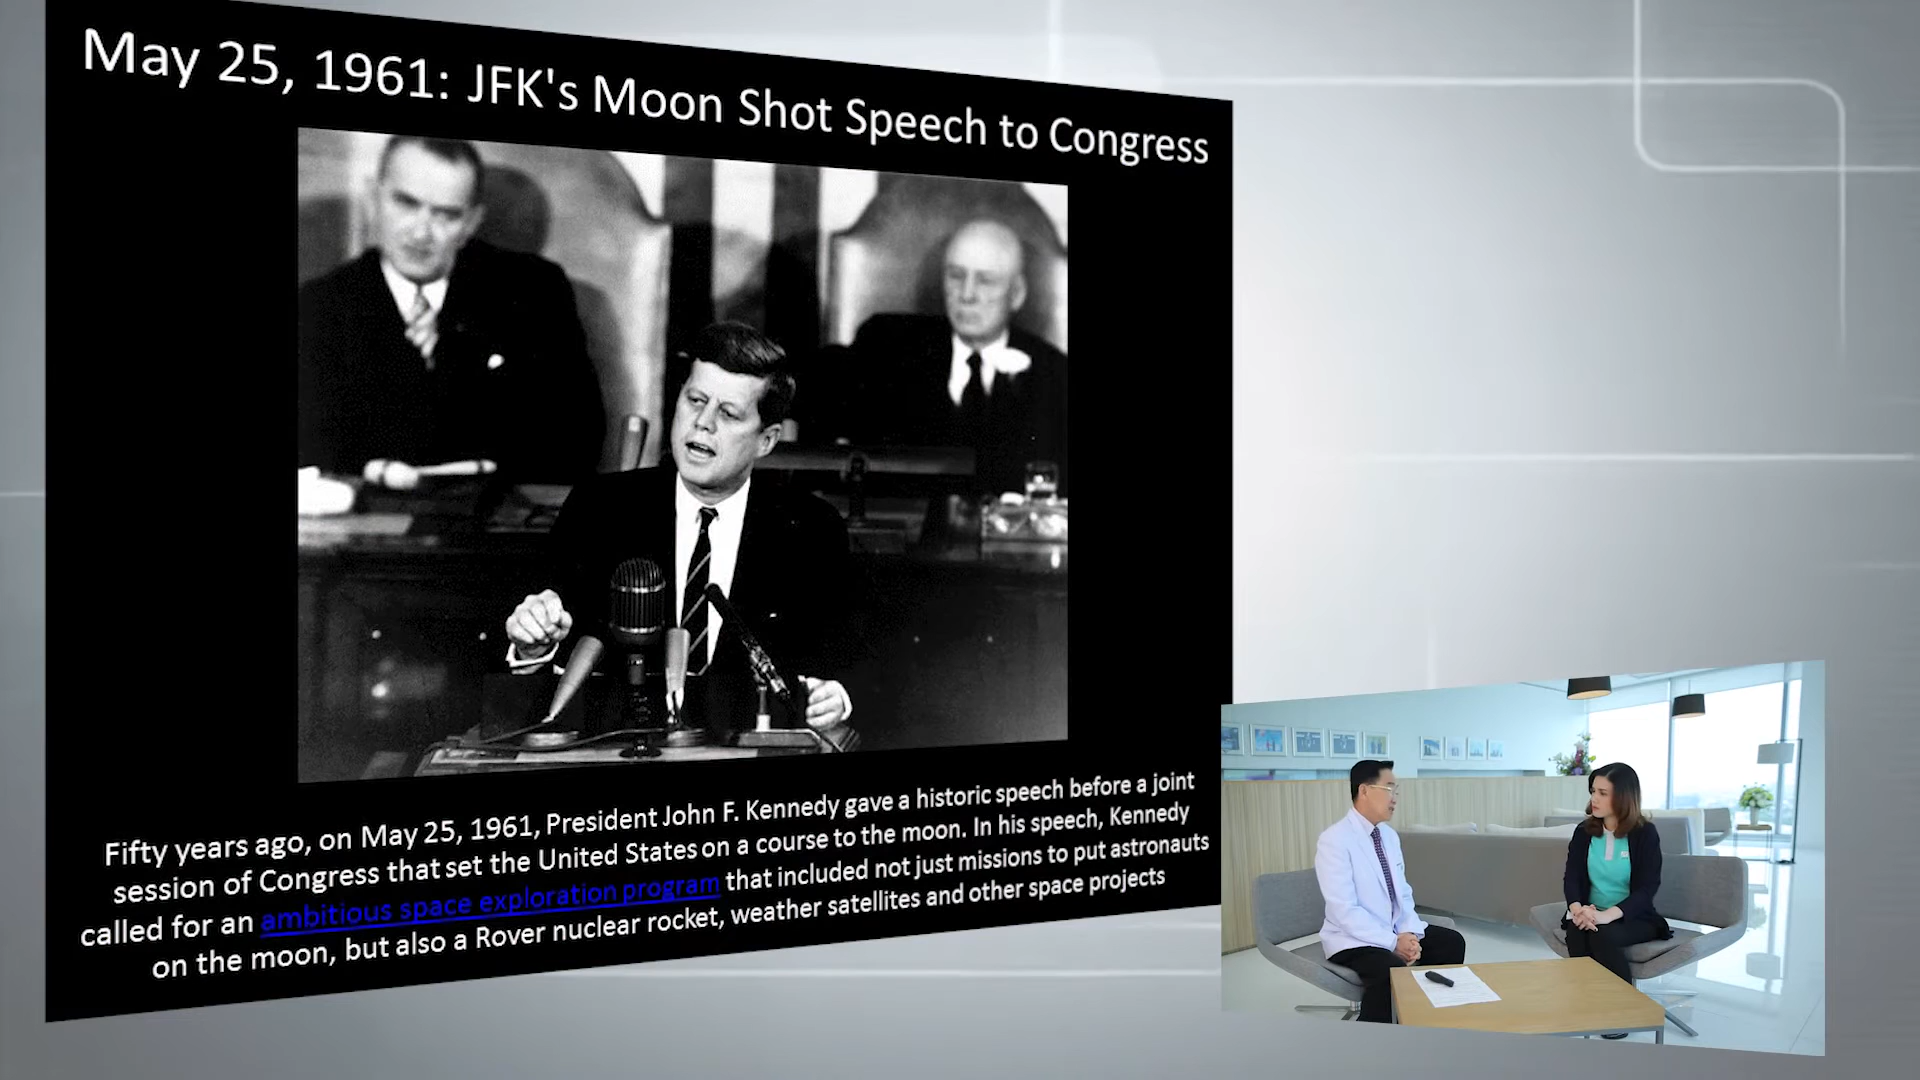 May 25, 1961: JFK's Moon Shot Speech to Congress
Fifty years ago, on May 25, 1961, President John F. Kennedy gave a historic speech before a joint
session of Congress that set the United States on a course to the moon. In his speech, Kennedy
called for an ambitious space exploration program that included not just missions to put astronauts
on the moon, but also a Rover nuclear rocket, weather satellites and other space projects